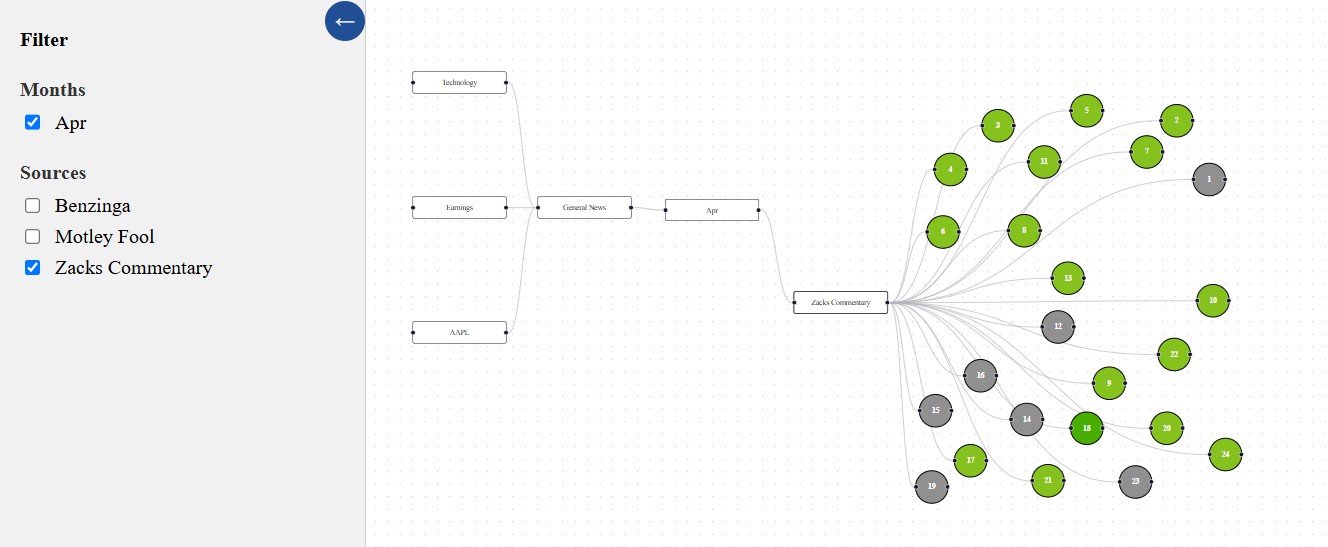 Filter
←
Months
Apr
Sources
Benzinga
Motley Fool
Zacks Commentary
Technology
Earnings
AAPL
General News
Apr
Zacks Commentary
5
2
3
7
11
4
1
8
6
13
10
12
22
16
9
15
14
18
20
24
17
21
23
19